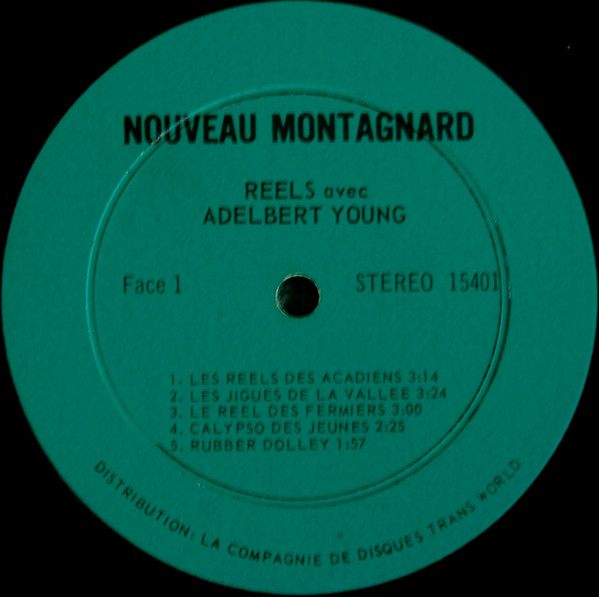 NOUVEAU MONTAGNARD
REELS avec
ADELBERT YOUNG
Face 1 STEREO 15401
1. LES REELS DES ACADIENS 3:14
2. LES JIGUES DE LA VALLEE 3:24
3. LE REEL DES FERMIERS 3:00
4. CALYPSO DES JEUNES 2:25
5. RUBBER DOLLEY 1:57
DISTRIBUTION: LA COMPAGNIE DE DISQUES TRANS WORLD